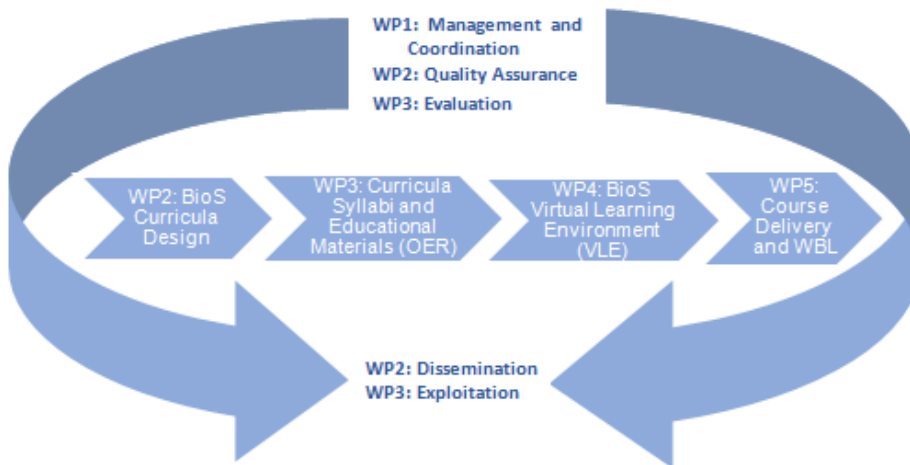 WP1: Management and
Coordination
WP2: Quality Assurance
WP3: Evaluation
WP2: BioS
Curricula
Design
WP3: Curricula
Syllabi and
Educational
Materials (OER)
WP4: BioS
Virtual Learning
Environment
(VLE)
WP5:
Course
Delivery
and WBL
WP2: Dissemination
WP3: Exploitation